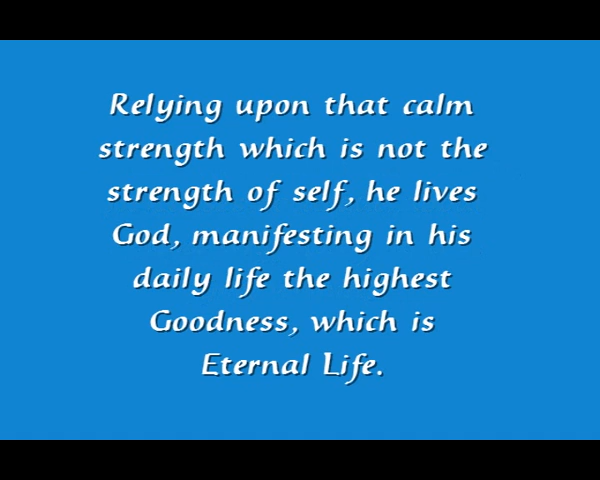 Relying upon that calm
strength which is not the
strength of self, he lives
God, manifesting in his
daily life the highest
Goodness, which is
Eternal Life.